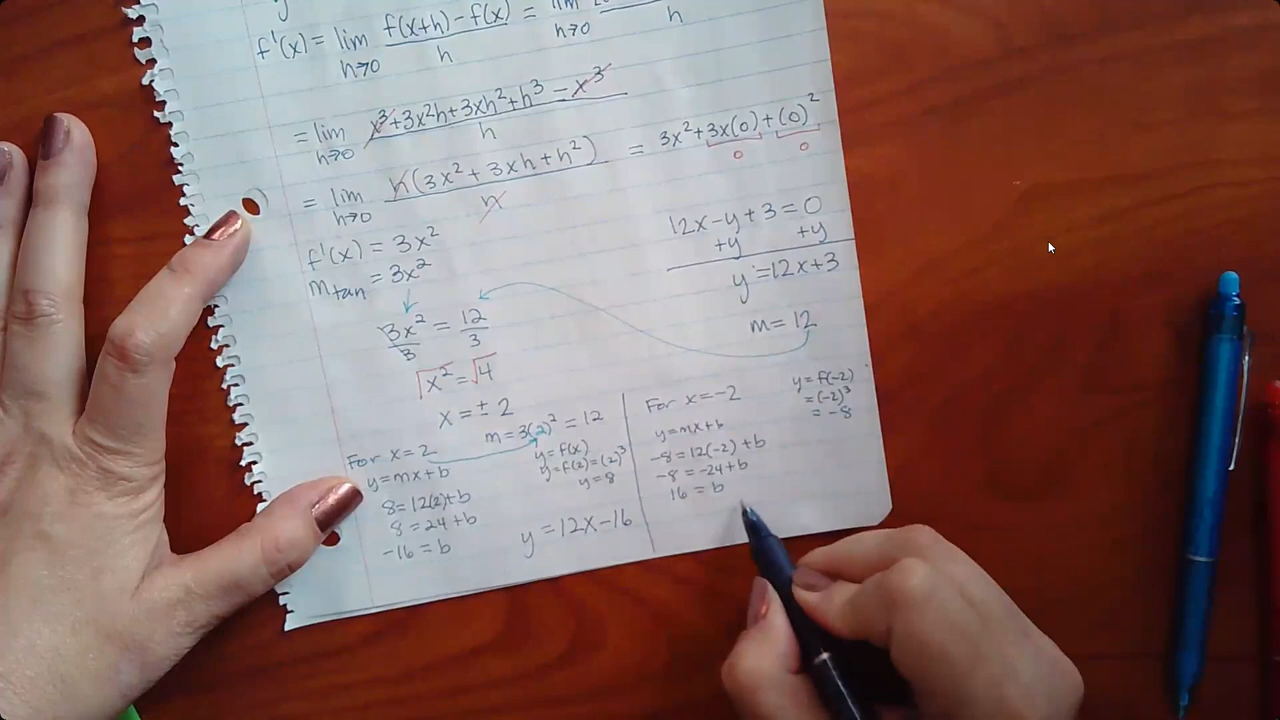 f'(x) = lim h→0 f(x+h) - f(x) / h = lim h→0 / h
= lim h→0 x³+3x²h+3xh²+h³ - x³ / h
= lim h→0 h(3x² + 3xh + h²) / h = 3x²+3x(0)+(0)²
0 0
f'(x) = 3x²
m tan = 3x²
3x²/3 = 12/3
√x² = √4
x = ± 2
12x-y+3=0
+y +y
y=12x+3
m=12
m=3(2)² = 12
For x=2
y=mx+b
8=12(2)+b
8=24+b
-16=b
y=f(x)
y=f(2)=(2)³
y=8
y=12x-16
For x=-2
y=mx+b
-8=12(-2)+b
-8=-24+b
16=b
y=f(-2)
=(-2)³
=-8